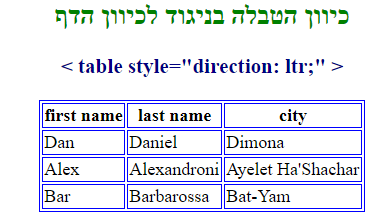 כיוון הטבלה בניגוד לכיוון הדף
< table style="direction: ltr;" >
first name last name city
Dan Daniel Dimona
Alex Alexandroni Ayelet Ha'Shachar
Bar Barbarossa Bat-Yam